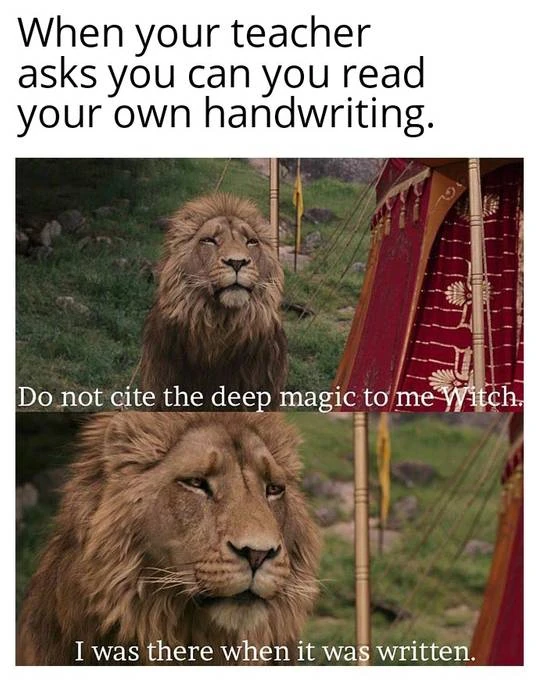 When your teacher
asks you can you read
your own handwriting.
Do not cite the deep magic to me Witch.
I was there when it was written.